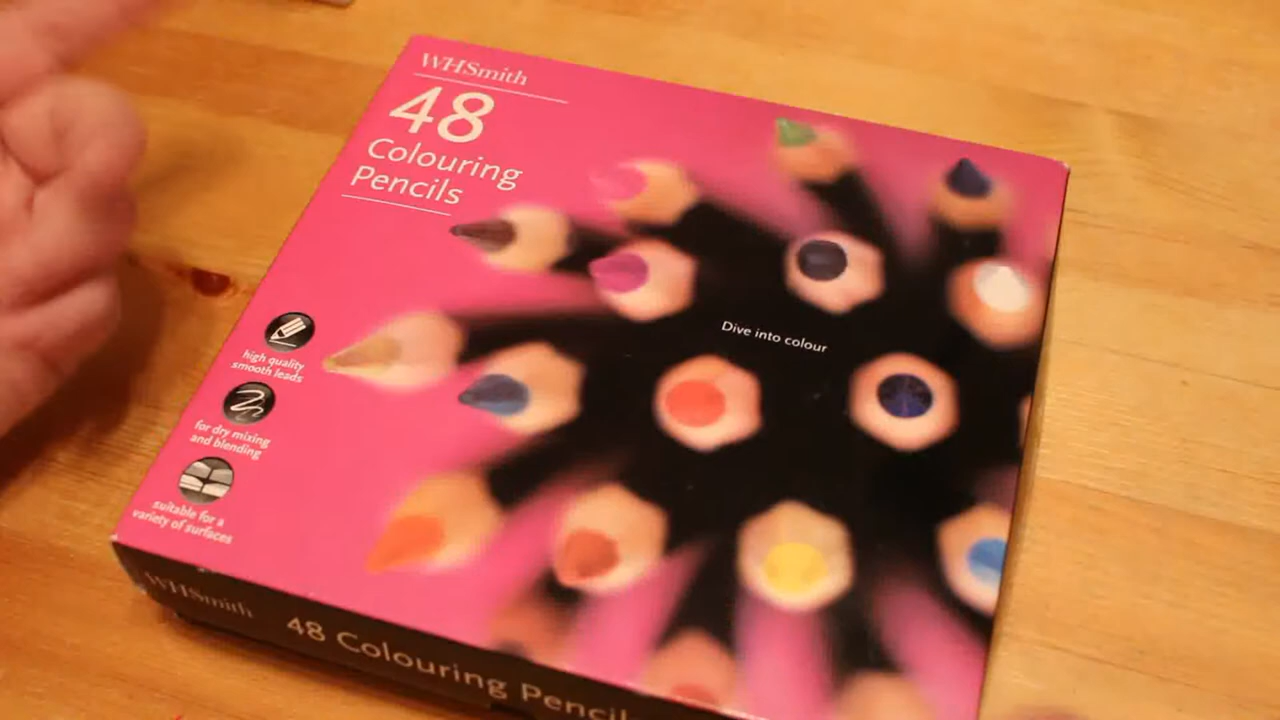 WHSmith
48
Colouring
Pencils
Dive into colour
high quality
smooth leads
for dry mixing
and blending
suitable for a
variety of surfaces
WHSmith
48 Colouring Pencils